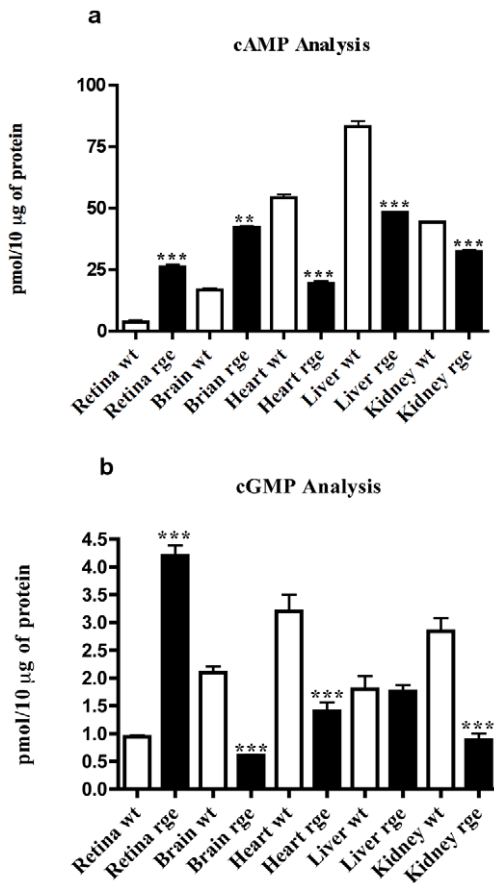 a
cAMP Analysis
pmol/10 µg of protein
100
75
50
25
0
***
**
***
***
***
Retina wt
Retina rge
Brain wt
Brian rge
Heart wt
Heart rge
Liver wt
Liver rge
Kidney wt
Kidney rge
b
cGMP Analysis
pmol/10 µg of protein
4.5
4.0
3.5
3.0
2.5
2.0
1.5
1.0
0.5
0.0
***
***
***
***
Retina wt
Retina rge
Brain wt
Brain rge
Heart wt
Heart rge
Liver wt
Liver rge
Kidney wt
Kidney rge